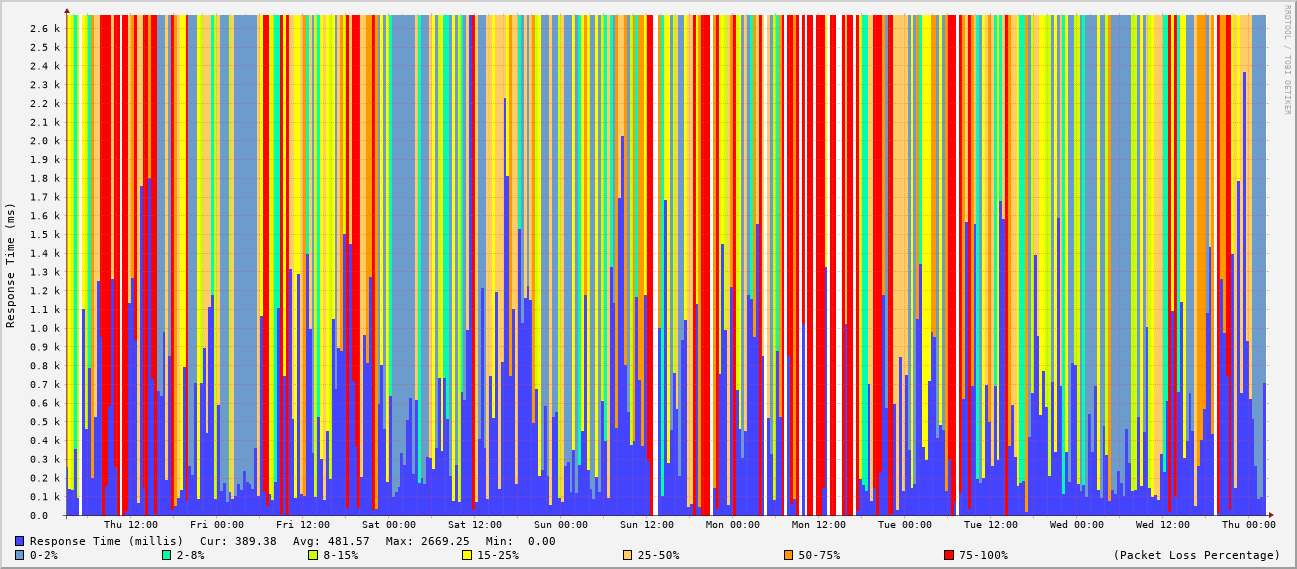 RRDTOOL / TOBI OETIKER
Response Time (ms)
2.6 k
2.5 k
2.4 k
2.3 k
2.2 k
2.1 k
2.0 k
1.9 k
1.8 k
1.7 k
1.6 k
1.5 k
1.4 k
1.3 k
1.2 k
1.1 k
1.0 k
0.9 k
0.8 k
0.7 k
0.6 k
0.5 k
0.4 k
0.3 k
0.2 k
0.1 k
0.0
Thu 12:00 Fri 00:00 Fri 12:00 Sat 00:00 Sat 12:00 Sun 00:00 Sun 12:00 Mon 00:00 Mon 12:00 Tue 00:00 Tue 12:00 Wed 00:00 Wed 12:00 Thu 00:00
Response Time (millis) Cur: 389.38 Avg: 481.57 Max: 2669.25 Min: 0.00
0-2% 2-8% 8-15% 15-25% 25-50% 50-75% 75-100% (Packet Loss Percentage)